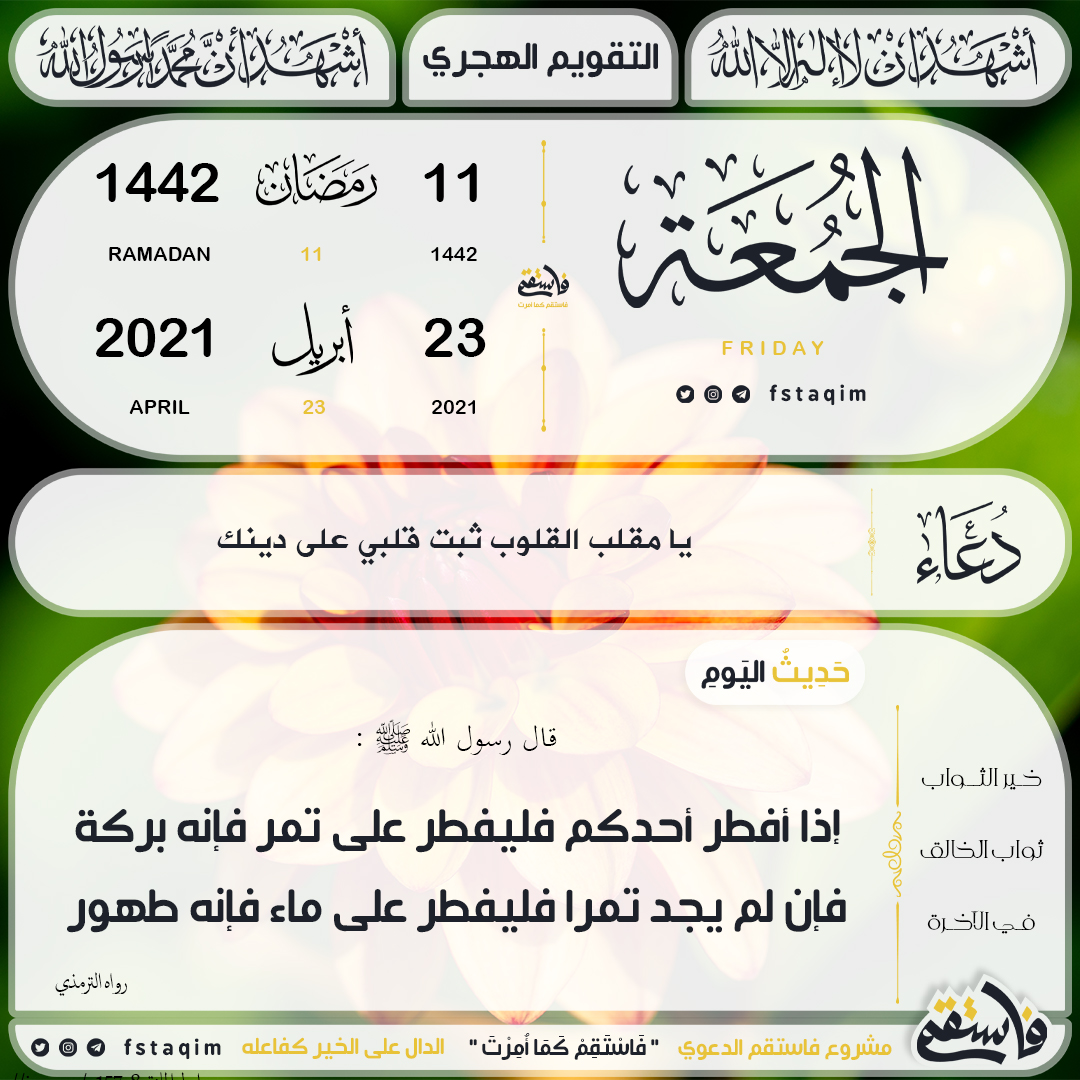 أشهد أن لا إله إلا الله
التقويم الهجري
أشهد أن محمدا رسول الله
الجمعة
FRIDAY
fstaqim
11 رمضان 1442
1442 11 RAMADAN
23 أبريل 2021
2021 23 APRIL
فاستقم
فاستقم كما أمرت
دعاء
يا مقلب القلوب ثبت قلبي على دينك
حَدِيثُ اليَومِ
قال رسول الله ﷺ :
إذا أفطر أحدكم فليفطر على تمر فإنه بركة
فإن لم يجد تمرا فليفطر على ماء فإنه طهور
رواه الترمذي
خير الثواب
ثواب الخالق
في الآخرة
فاستقم
مشروع فاستقم الدعوي " فَاسْتَقِمْ كَمَا أُمِرْتَ " الدال على الخير كفاعله fstaqim